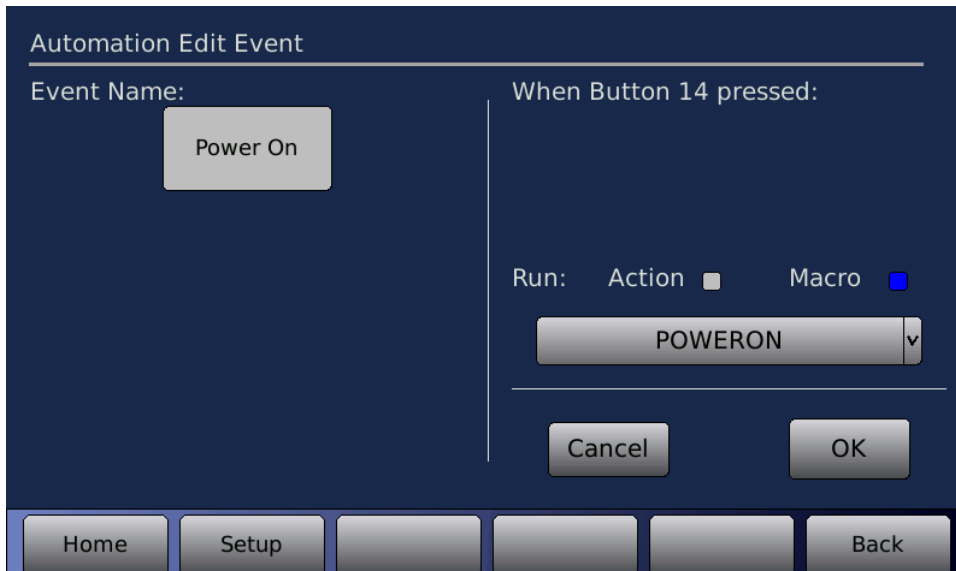 Automation Edit Event
Event Name:
Power On
When Button 14 pressed:
Run: Action Macro
POWERON
v
Cancel OK
Home Setup Back